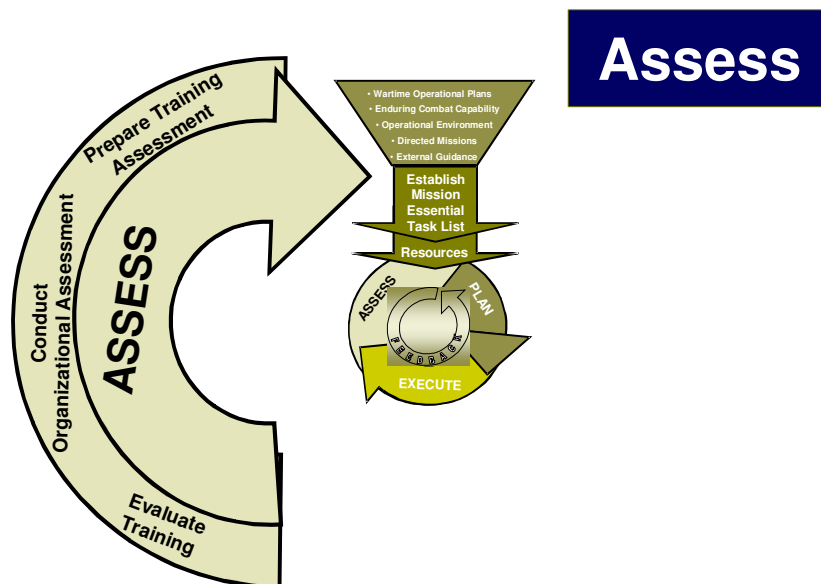 Assess
Prepare Training
Assessment
Conduct
Organizational Assessment
Evaluate
Training
ASSESS
• Wartime Operational Plans
• Enduring Combat Capability
• Operational Environment
• Directed Missions
• External Guidance
Establish
Mission
Essential
Task List
Resources
ASSESS
PLAN
FEEDBACK
EXECUTE